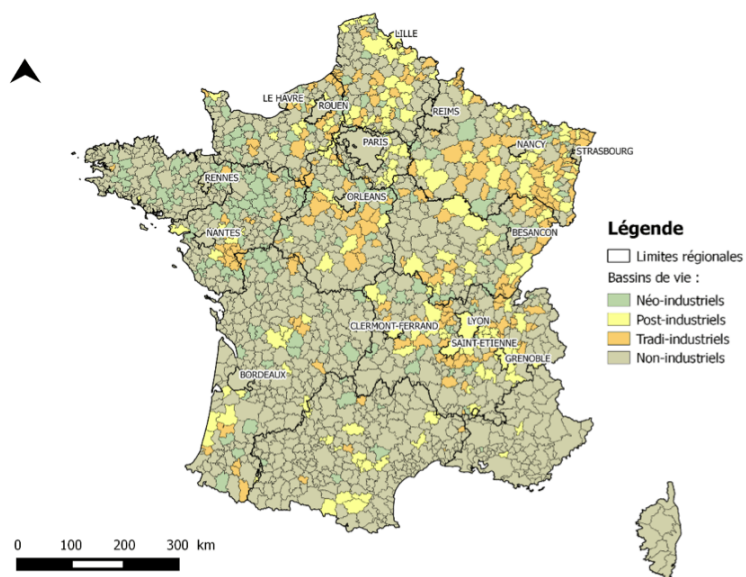 LILLE
LE HAVRE
ROUEN
REIMS
PARIS
NANCY
STRASBOURG
RENNES
ORLEANS
NANTES
BESANCON
Légende
Limites régionales
Bassins de vie :
Néo-industriels
Post-industriels
Tradi-industriels
Non-industriels
CLERMONT-FERRAND
LYON
SAINT-ETIENNE
GRENOBLE
BORDEAUX
0 100 200 300 km